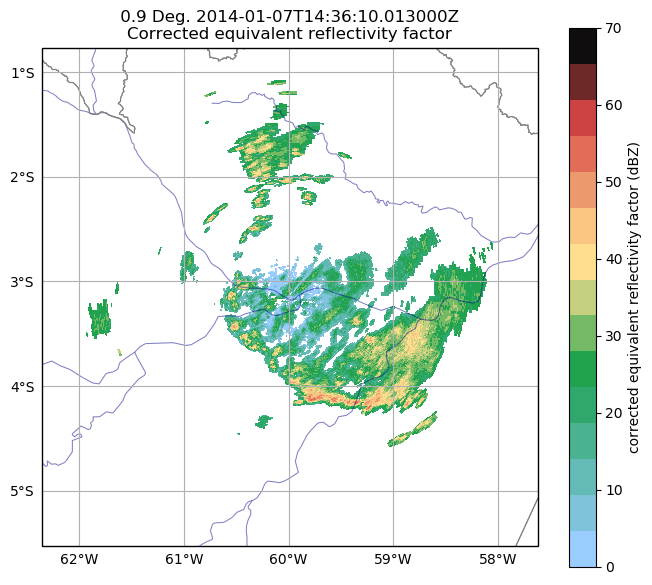 0.9 Deg. 2014-01-07T14:36:10.013000Z
Corrected equivalent reflectivity factor
1°S
2°S
3°S
4°S
5°S
62°W
61°W
60°W
59°W
58°W
70
60
50
40
30
20
10
0
corrected equivalent reflectivity factor (dBZ)